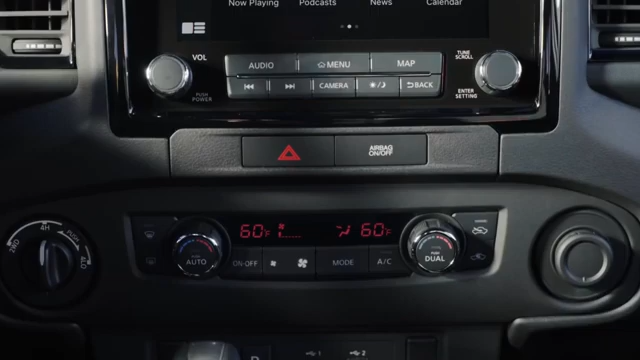 Now Playing Podcasts News Calendar
VOL
PUSH
POWER
AUDIO MENU MAP
CAMERA BACK
TUNE
SCROLL
ENTER
SETTING
AIRBAG
ON/OFF
2WD 4H PUSH 4LO
60F 60F
AUTO
ON·OFF MODE A/C
DUAL